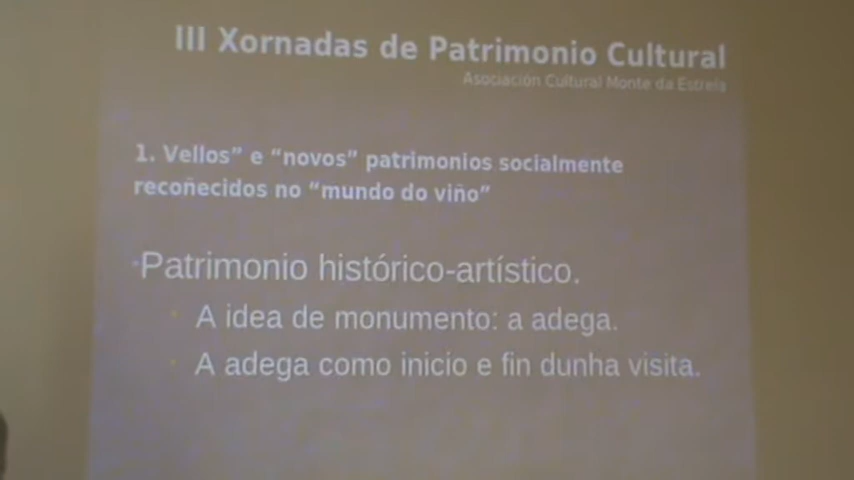 III Xornadas de Patrimonio Cultural
Asociación Cultural Monte da Estrela
1. Vellos” e “novos” patrimonios socialmente
recoñecidos no “mundo do viño”
•Patrimonio histórico-artístico.
• A idea de monumento: a adega.
• A adega como inicio e fin dunha visita.